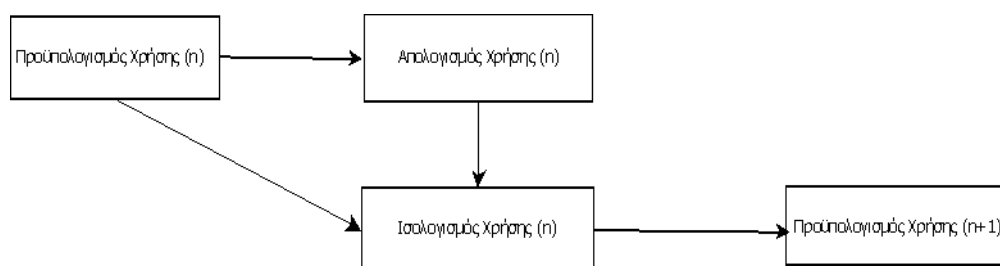 Προϋπολογισμός Χρήσης (n)
Απολογισμός Χρήσης (n)
Ισολογισμός Χρήσης (n)
Προϋπολογισμός Χρήσης (n+1)